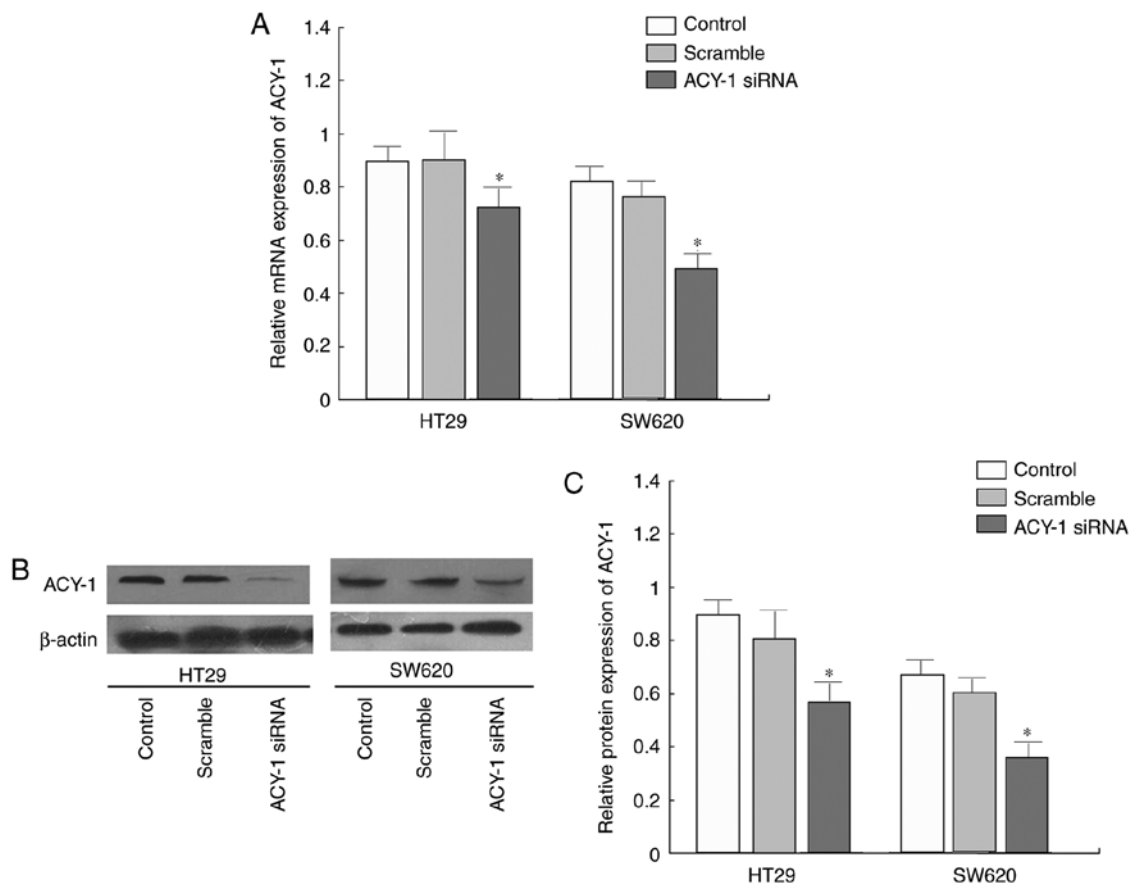 A
1.4
1.2
1
0.8
0.6
0.4
0.2
0
Relative mRNA expression of ACY-1
Control
Scramble
ACY-1 siRNA
*
*
HT29
SW620
B
ACY-1
β-actin
HT29
SW620
Control
Scramble
ACY-1 siRNA
Control
Scramble
ACY-1 siRNA
C
1.4
1.2
1
0.8
0.6
0.4
0.2
0
Relative protein expression of ACY-1
Control
Scramble
ACY-1 siRNA
*
*
HT29
SW620